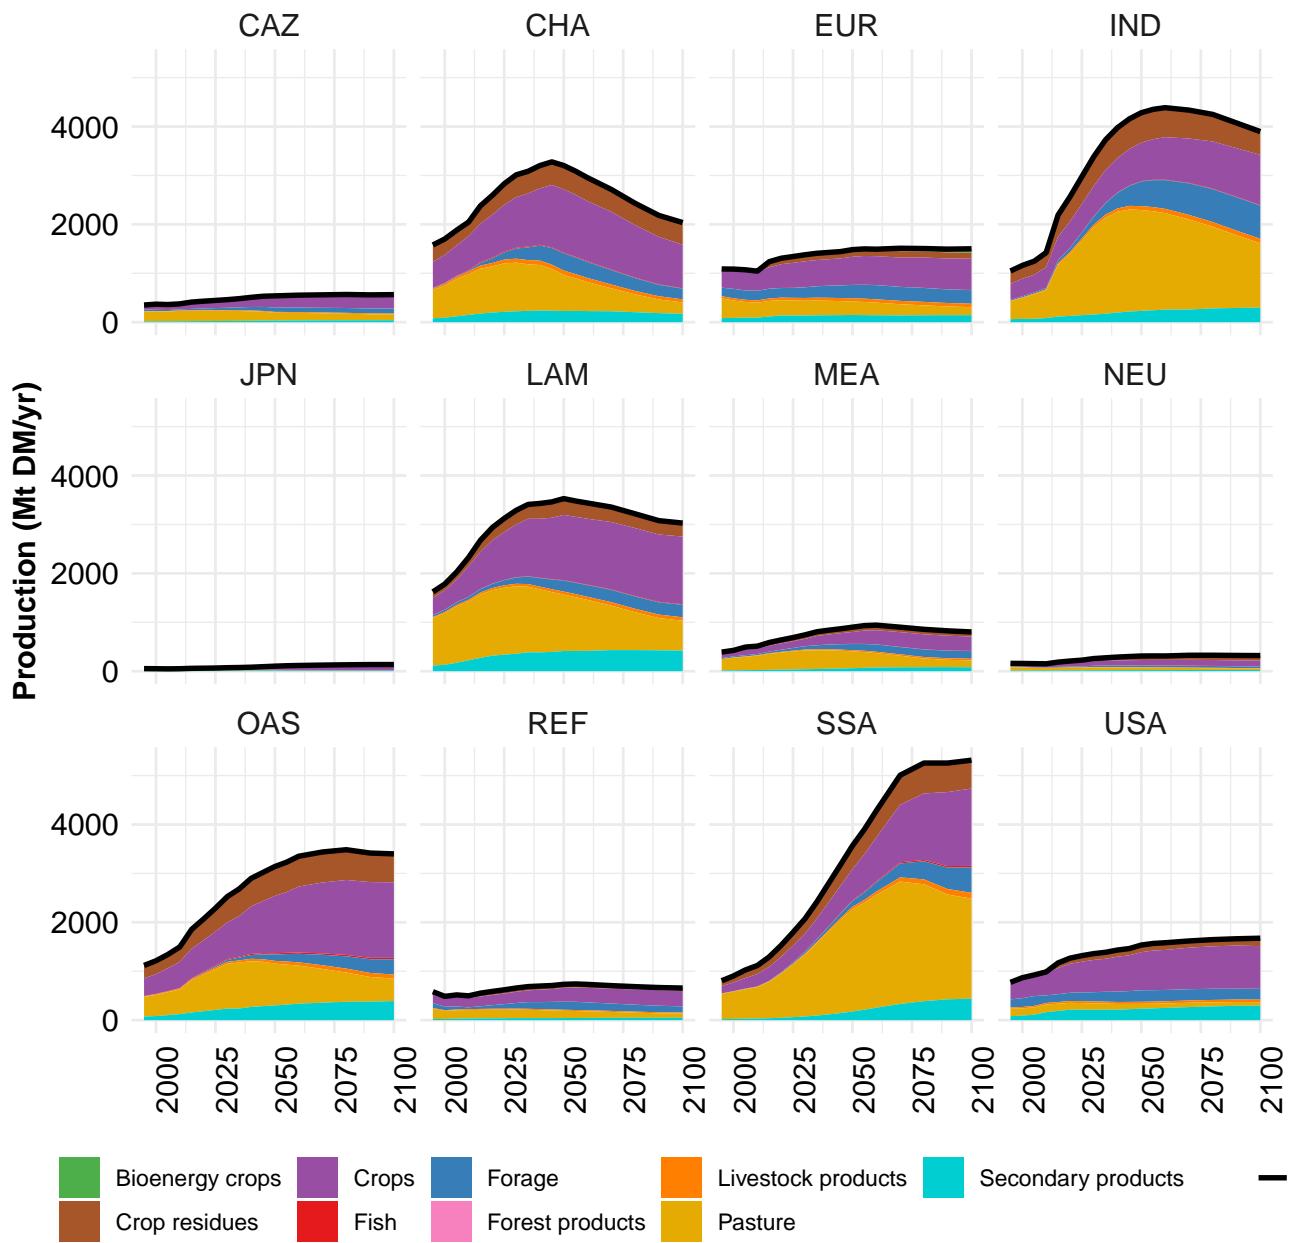 CAZ CHA EUR IND
4000
2000
0
JPN LAM MEA NEU
4000
2000
0
Production (Mt DM/yr)
OAS REF SSA USA
4000
2000
0
2000 2025 2050 2075 2100 2000 2025 2050 2075 2100 2000 2025 2050 2075 2100 2000 2025 2050 2075 2100
Bioenergy crops Crops Forage Livestock products Secondary products
Crop residues Fish Forest products Pasture